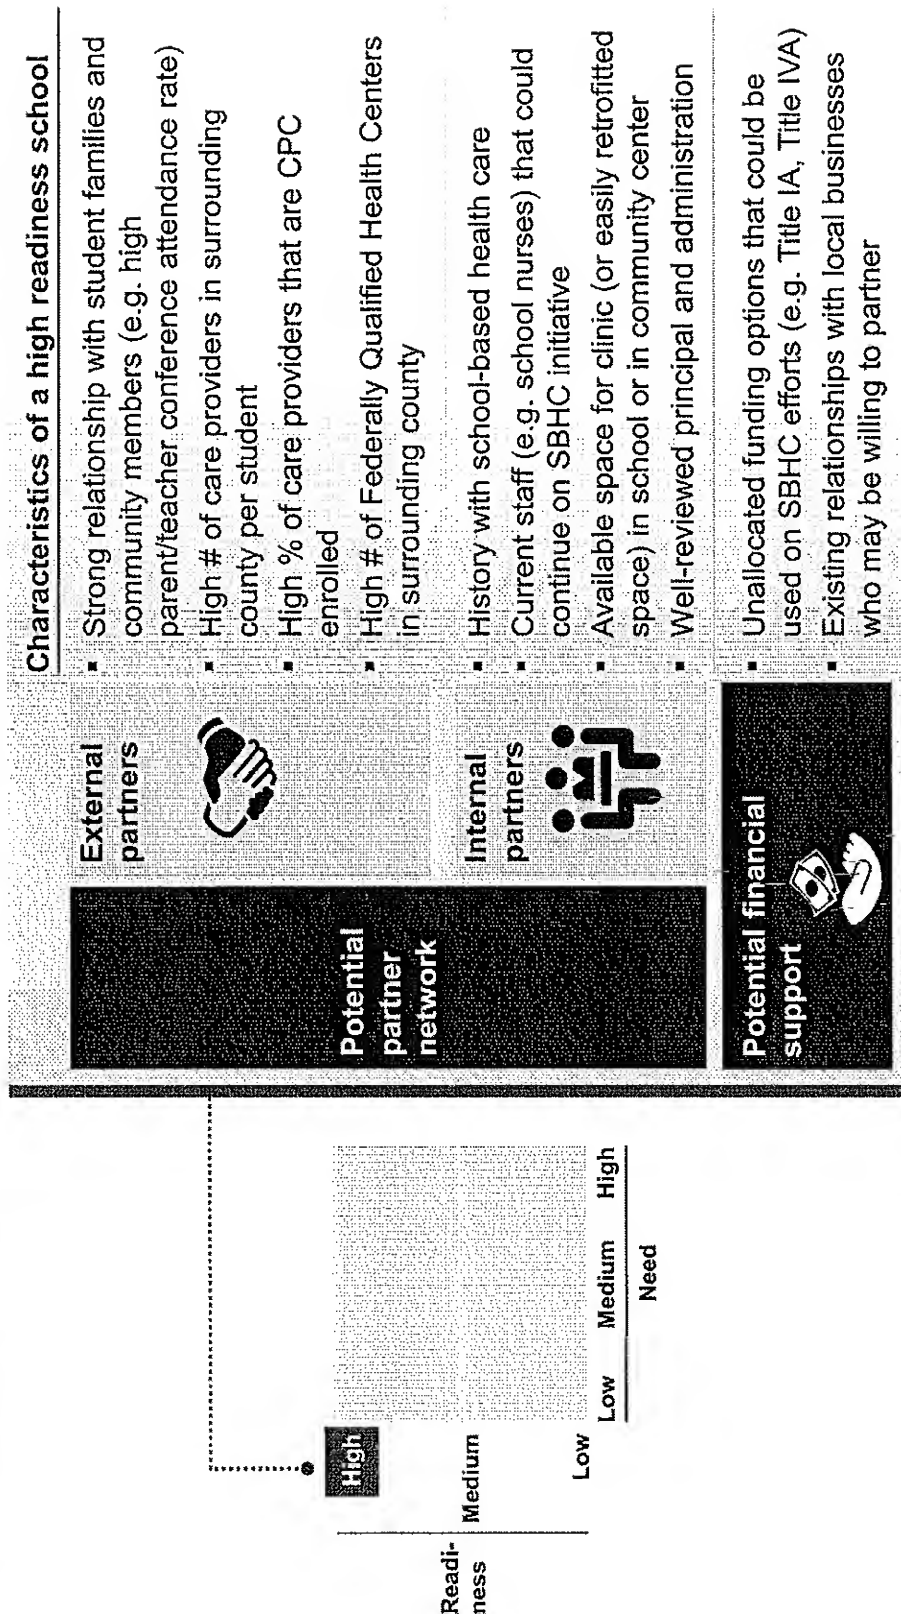 Readi-
ness
High
Medium
Low
Low Medium High
Need
Characteristics of a high readiness school
Potential
partner
network
External
partners
▪ Strong relationship with student families and
community members (e.g. high
parent/teacher conference attendance rate)
▪ High # of care providers in surrounding
county per student
▪ High % of care providers that are CPC
enrolled
▪ High # of Federally Qualified Health Centers
in surrounding county
Internal
partners
▪ History with school-based health care
▪ Current staff (e.g. school nurses) that could
continue on SBHC initiative
▪ Available space for clinic (or easily retrofitted
space) in school or in community center
▪ Well-reviewed principal and administration
Potential financial
support
▪ Unallocated funding options that could be
used on SBHC efforts (e.g. Title IA, Title IVA)
▪ Existing relationships with local businesses
who may be willing to partner